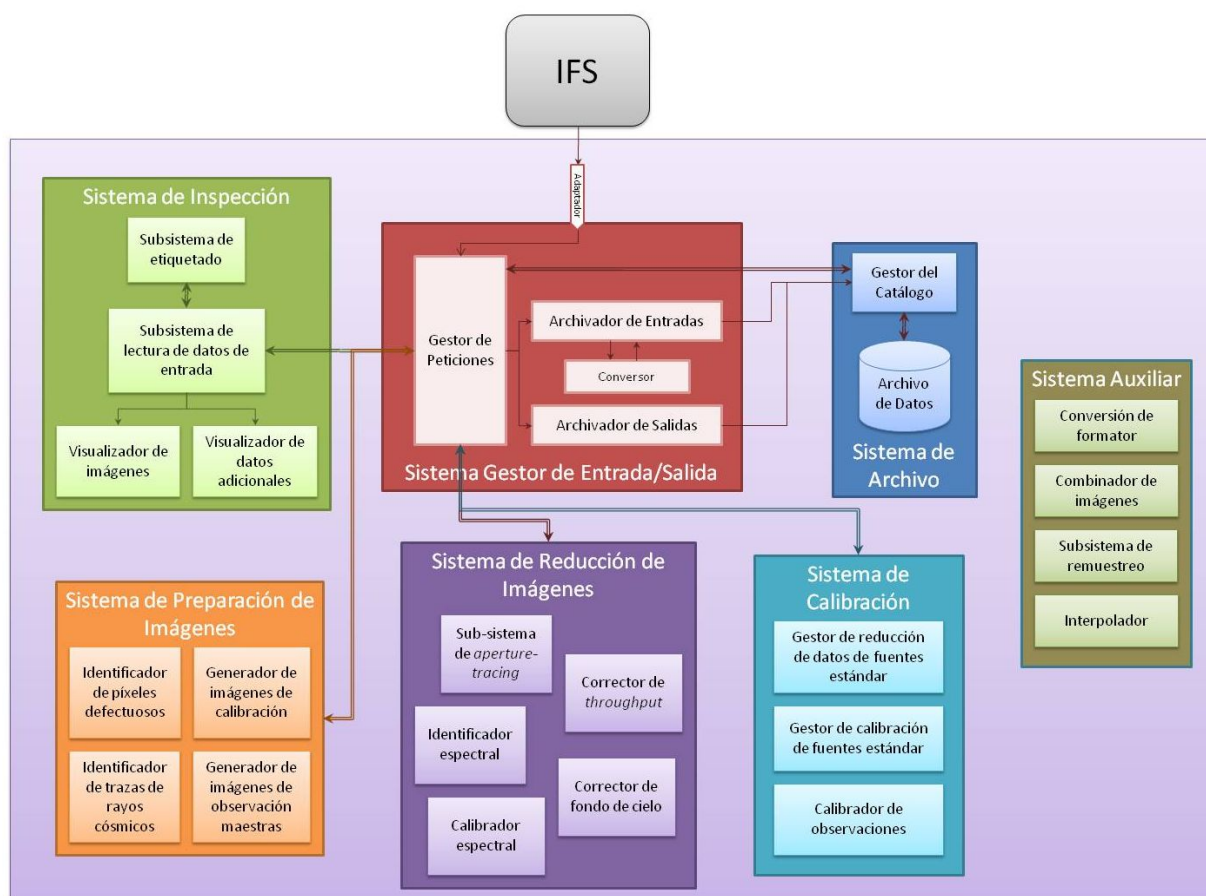 IFS
Adaptador
Sistema de Inspección
Subsistema de
etiquetado
Subsistema de
lectura de datos de
entrada
Visualizador de
imágenes
Visualizador de
datos
adicionales
Gestor de
Peticiones
Archivador de Entradas
Conversor
Archivador de Salidas
Sistema Gestor de Entrada/Salida
Gestor del
Catálogo
Archivo
de Datos
Sistema de
Archivo
Sistema Auxiliar
Conversión de
formator
Combinador de
imágenes
Subsistema de
remuestreo
Interpolador
Sistema de Preparación de
Imágenes
Identificador
de píxeles
defectuosos
Generador de
imágenes de
calibración
Identificador
de trazas de
rayos
cósmicos
Generador de
imágenes de
observación
maestras
Sistema de Reducción de
Imágenes
Sub-sistema
de aperture-
tracing
Corrector de
throughput
Identificador
espectral
Corrector de
fondo de cielo
Calibrador
espectral
Sistema de
Calibración
Gestor de reducción
de datos de fuentes
estándar
Gestor de calibración
de fuentes estándar
Calibrador de
observaciones